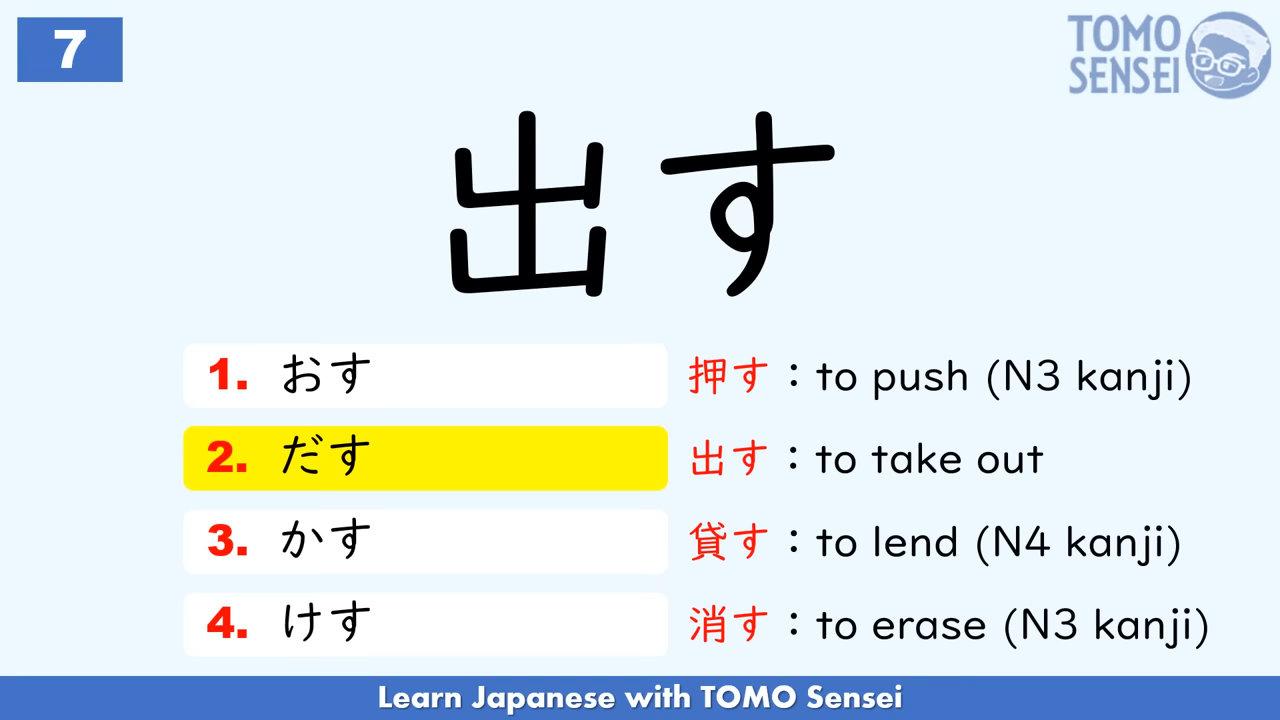 7
TOMO
SENSEI
出す
1. おす 押す：to push (N3 kanji)
2. だす 出す：to take out
3. かす 貸す：to lend (N4 kanji)
4. けす 消す：to erase (N3 kanji)
Learn Japanese with TOMO Sensei